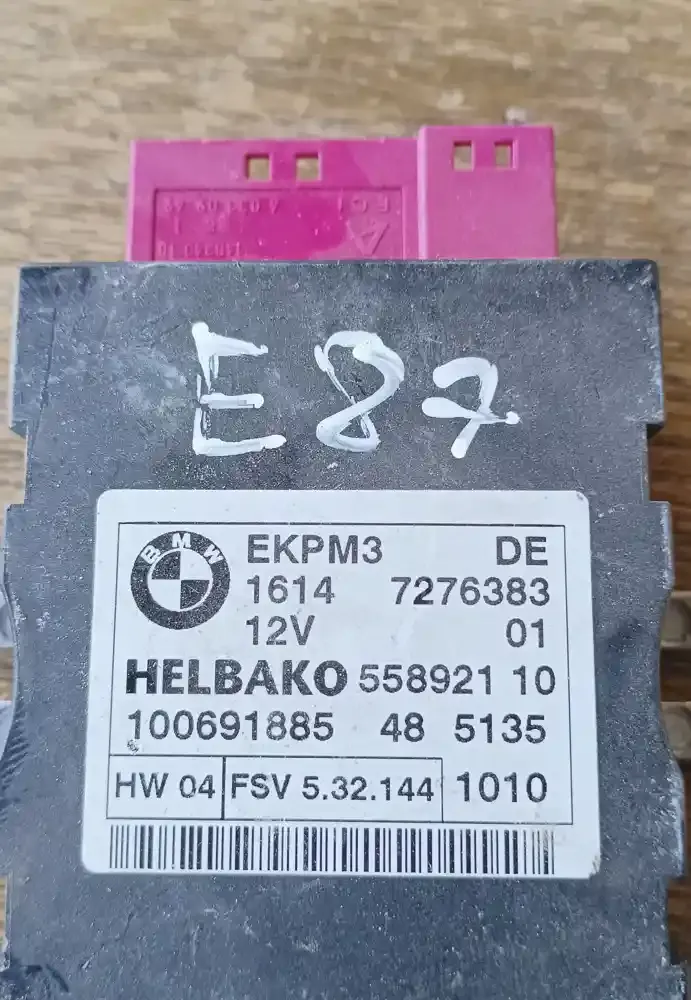 E87
BMW
EKPM3 DE
1614 7276383
12V 01
HELBAKO 558921 10
100691885 48 5135
HW 04 FSV 5.32.144 1010
FCI